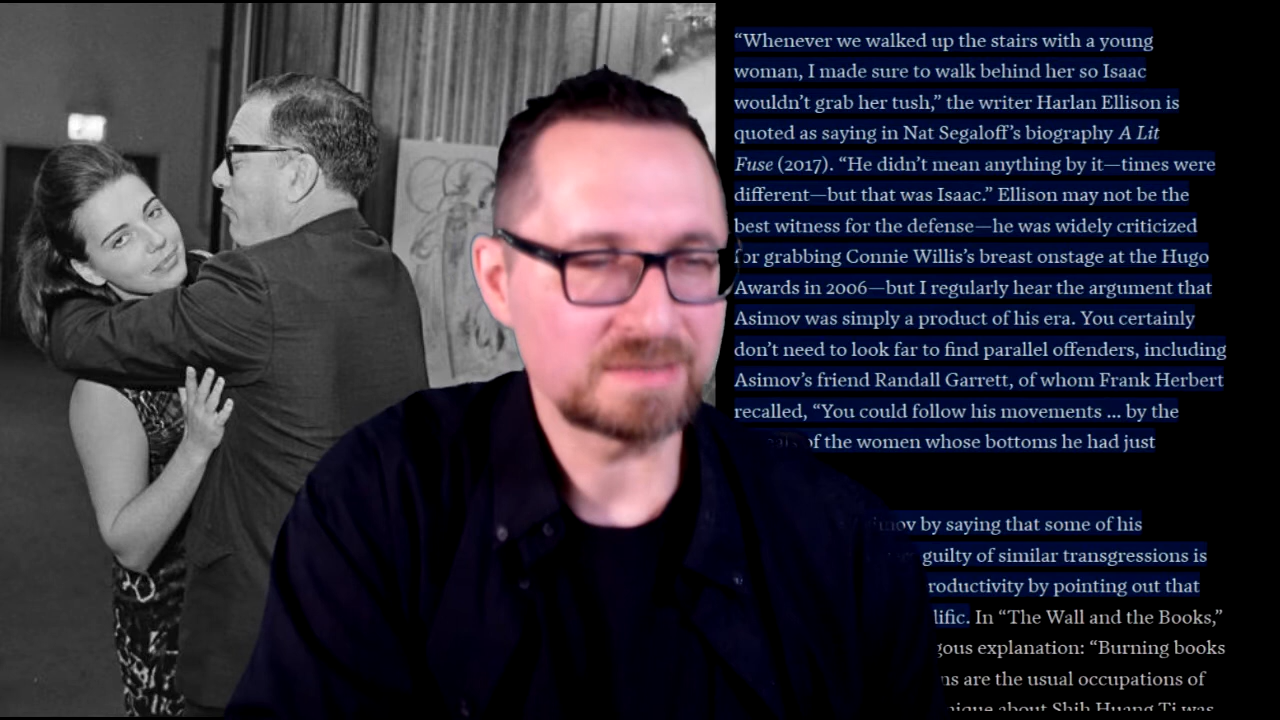 “Whenever we walked up the stairs with a young
woman, I made sure to walk behind her so Isaac
wouldn’t grab her tush,” the writer Harlan Ellison is
quoted as saying in Nat Segaloff’s biography A Lit
Fuse (2017). “He didn’t mean anything by it—times were
different—but that was Isaac.” Ellison may not be the
best witness for the defense—he was widely criticized
for grabbing Connie Willis’s breast onstage at the Hugo
Awards in 2006—but I regularly hear the argument that
Asimov was simply a product of his era. You certainly
don’t need to look far to find parallel offenders, including
Asimov’s friend Randall Garrett, of whom Frank Herbert
recalled, “You could follow his movements ... by the
of the women whose bottoms he had just
by saying that some of his
guilty of similar transgressions is
by pointing out that
In “The Wall and the Books,”
explanation: “Burning books
are the usual occupations of
about Shih Huang Ti was